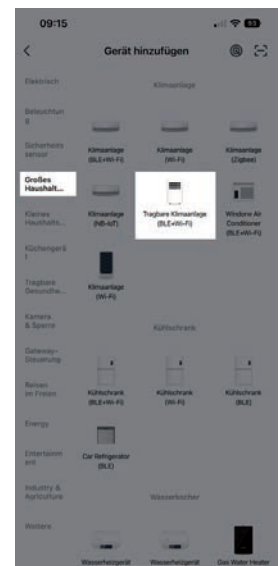 09:15
Gerät hinzufügen
Elektrisch
Beleuchtun
g
Sicherheits
sensor
Großes
Haushalt...
Kleines
Haushalts...
Küchengerä
t
Tragbare
Gesundhe...
Kamera
& Sperre
Gateway-
Steuerung
Reisen
im Freien
Energy
Entertainm
ent
Industry &
Agriculture
Weitere
Klimaanlage
Klimaanlage
(BLE+Wi-Fi)
Klimaanlage
(Wi-Fi)
Klimaanlage
(Zigbee)
Klimaanlage
(NB-IoT)
Tragbare Klimaanlage
(BLE+Wi-Fi)
Window Air
Conditioner
(BLE+Wi-Fi)
Klimaanlage
(Wi-Fi)
Kühlschrank
Kühlschrank
(BLE+Wi-Fi)
Kühlschrank
(Wi-Fi)
Kühlschrank
(BLE)
Car Refrigerator
(BLE)
Wasserkocher
Wasserheizgerät
Wasserheizgerät
Gas Water Heater